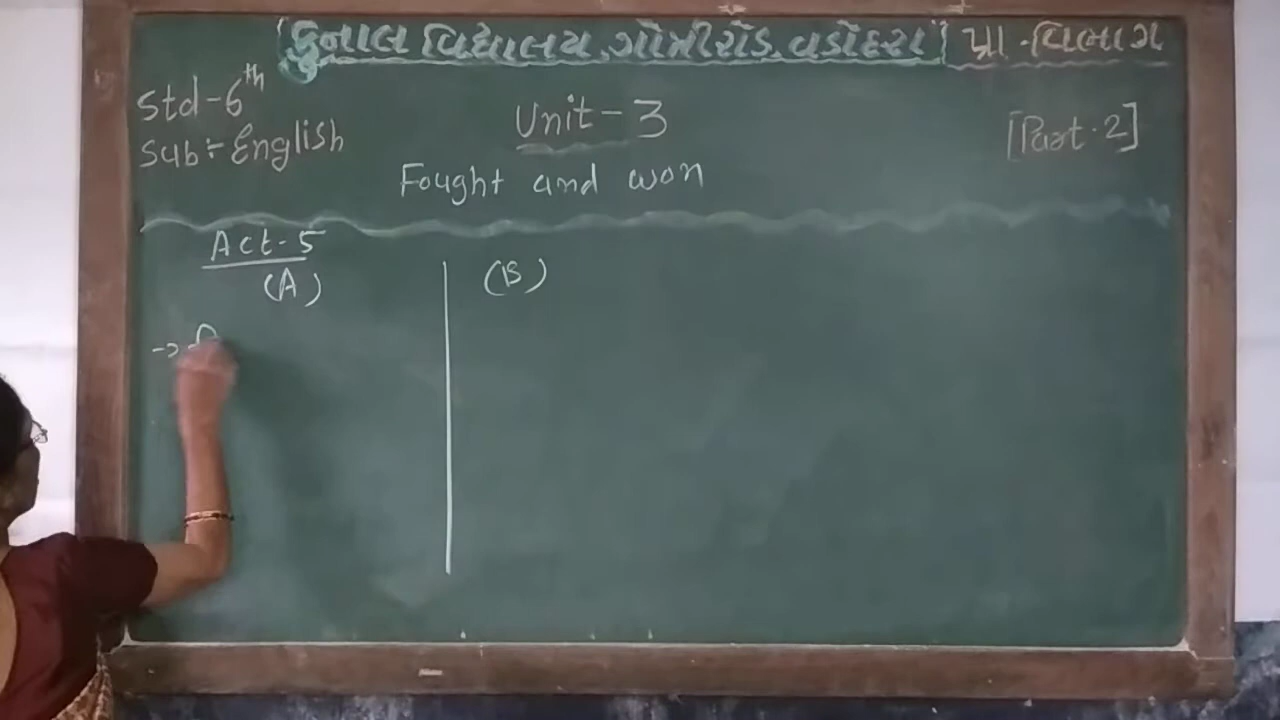 [કુનાલ વિદ્યાલય, ગોત્રીરોડ, વડોદરા] પ્રા.વિભાગ
Std-6th
Sub:- English
Unit-3
[Part.2]
Fought and won
Act-5
(A)
(B)
→